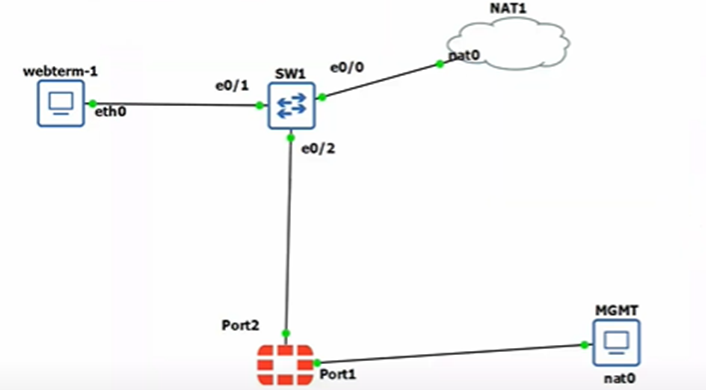 NAT1
nat0
webterm-1
eth0
e0/1
SW1
e0/0
e0/2
Port2
Port1
MGMT
nat0